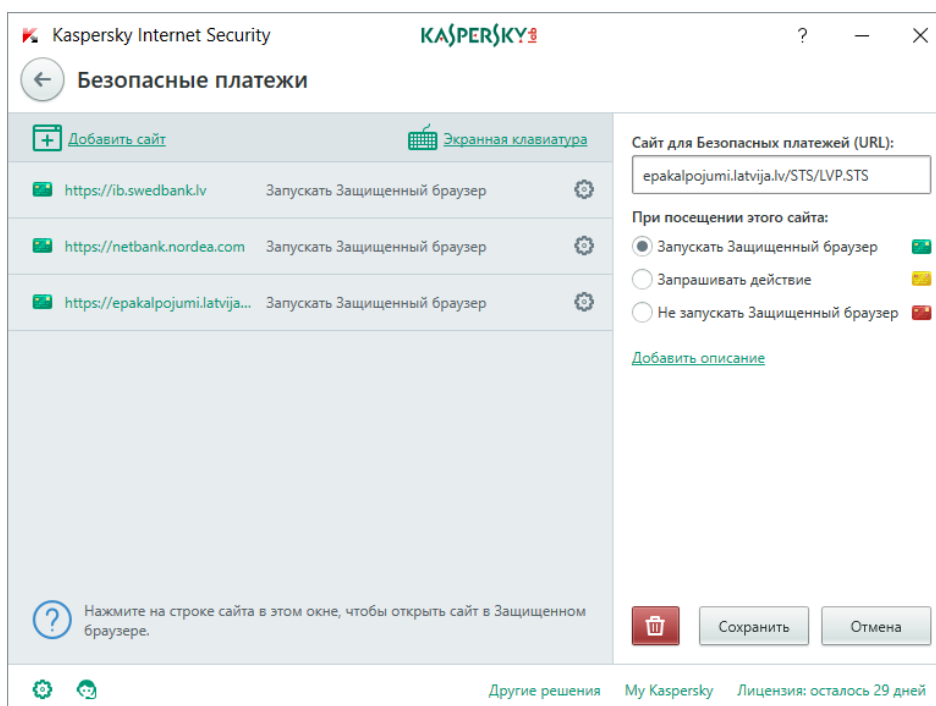 Kaspersky Internet Security
KASPERSKY lab
?
Безопасные платежи
Добавить сайт
Экранная клавиатура
https://ib.swedbank.lv Запускать Защищенный браузер
https://netbank.nordea.com Запускать Защищенный браузер
https://epakalpojumi.latvija... Запускать Защищенный браузер
Нажмите на строке сайта в этом окне, чтобы открыть сайт в Защищенном
браузере.
Сайт для Безопасных платежей (URL):
epakalpojumi.latvija.lv/STS/LVP.STS
При посещении этого сайта:
Запускать Защищенный браузер
Запрашивать действие
Не запускать Защищенный браузер
Добавить описание
Сохранить
Отмена
Другие решения
My Kaspersky
Лицензия: осталось 29 дней